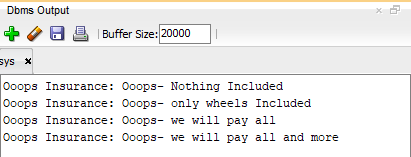 Dbms Output
Buffer Size: 20000
sys
Ooops Insurance: Ooops- Nothing Included
Ooops Insurance: Ooops- only wheels Included
Ooops Insurance: Ooops- we will pay all
Ooops Insurance: Ooops- we will pay all and more